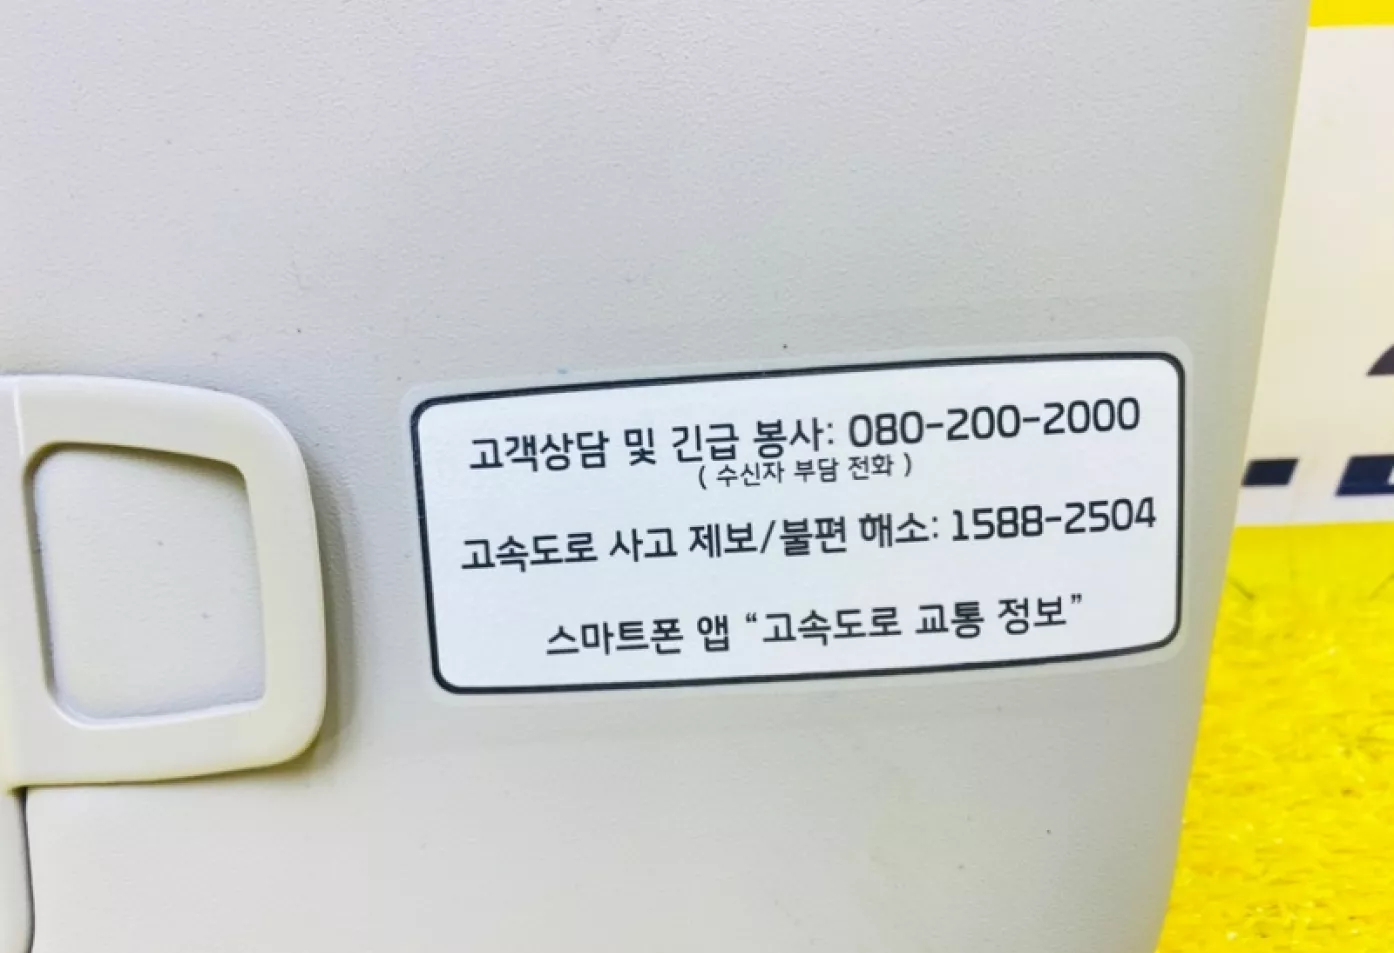 고객상담 및 긴급 봉사: 080-200-2000
( 수신자 부담 전화 )
고속도로 사고 제보/불편 해소: 1588-2504
스마트폰 앱 “고속도로 교통 정보”